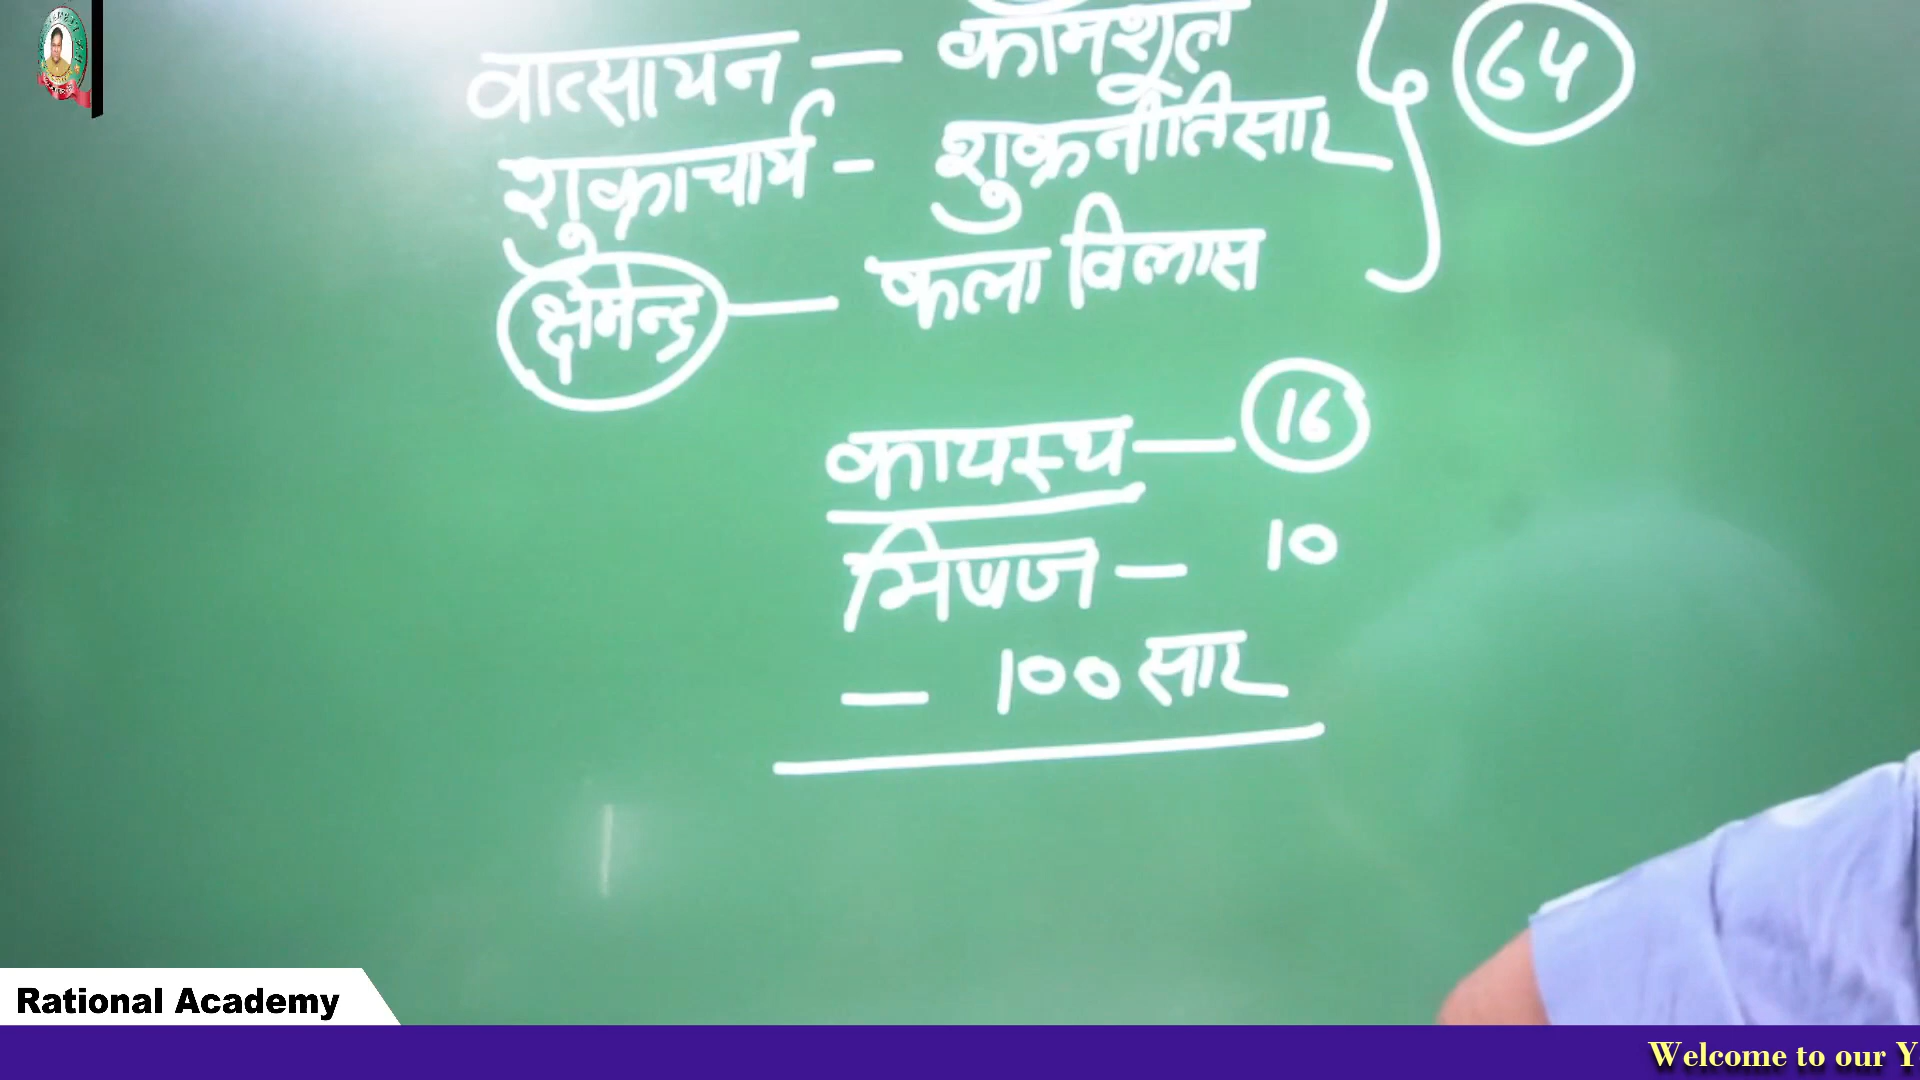 वात्सायन — कामशूत्र
शुक्राचार्य - शुक्रनीतिसार
64
क्षेमेन्द्र — कला विलास
कायस्थ — 16
भिषज — 10
— 100 सार
Rational Academy
Welcome to our Y